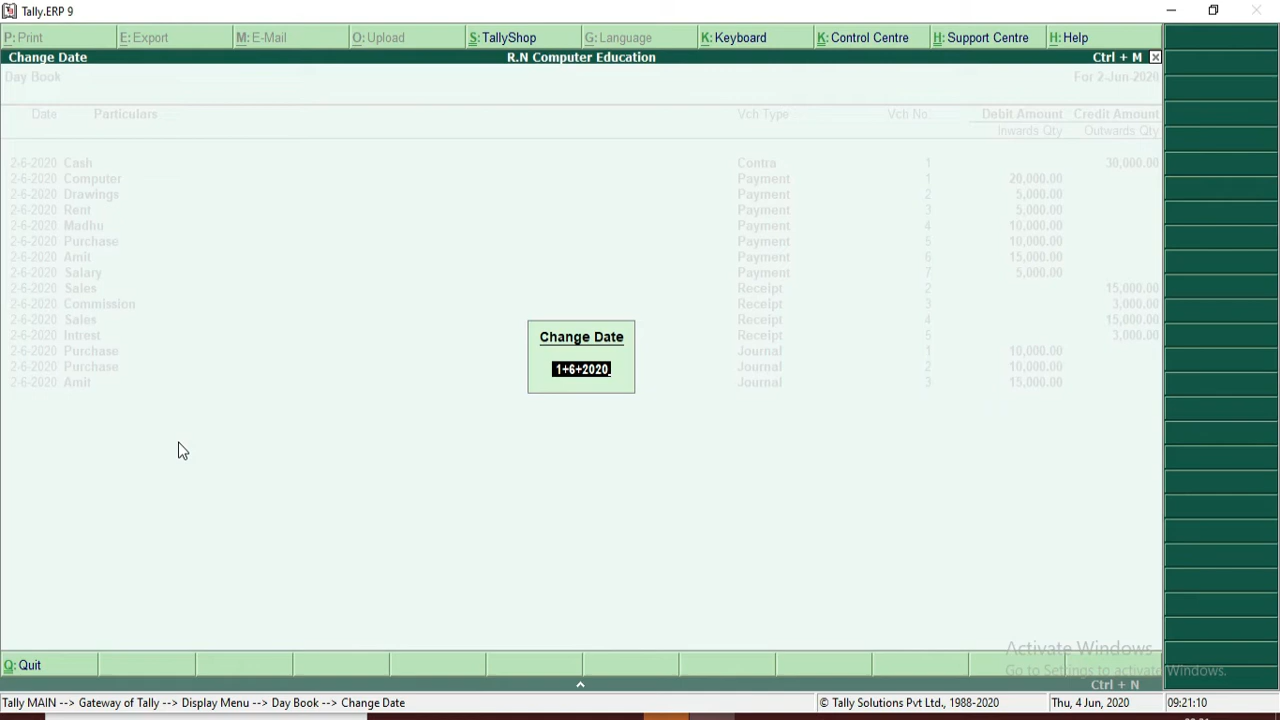 Tally.ERP 9
P: Print E: Export M: E-Mail O: Upload S: TallyShop G: Language K: Keyboard K: Control Centre H: Support Centre H: Help
Change Date R.N Computer Education Ctrl + M
Day Book For 2-Jun-2020
Date Particulars Vch Type Vch No. Debit Amount Credit Amount
Inwards Qty Outwards Qty
2-6-2020 Cash Contra 1 30,000.00
2-6-2020 Computer Payment 1 20,000.00
2-6-2020 Drawings Payment 2 5,000.00
2-6-2020 Rent Payment 3 5,000.00
2-6-2020 Madhu Payment 4 10,000.00
2-6-2020 Purchase Payment 5 10,000.00
2-6-2020 Amit Payment 6 15,000.00
2-6-2020 Salary Payment 7 5,000.00
2-6-2020 Sales Receipt 2 15,000.00
2-6-2020 Commission Receipt 3 3,000.00
2-6-2020 Sales Receipt 4 15,000.00
2-6-2020 Intrest Receipt 5 3,000.00
2-6-2020 Purchase Journal 1 10,000.00
2-6-2020 Purchase Journal 2 10,000.00
2-6-2020 Amit Journal 3 15,000.00
Change Date
1+6+2020
Activate Windows
Go to Settings to activate Windows.
Q: Quit
Ctrl + N
Tally MAIN --> Gateway of Tally --> Display Menu --> Day Book --> Change Date © Tally Solutions Pvt Ltd., 1988-2020 Thu, 4 Jun, 2020 09:21:10